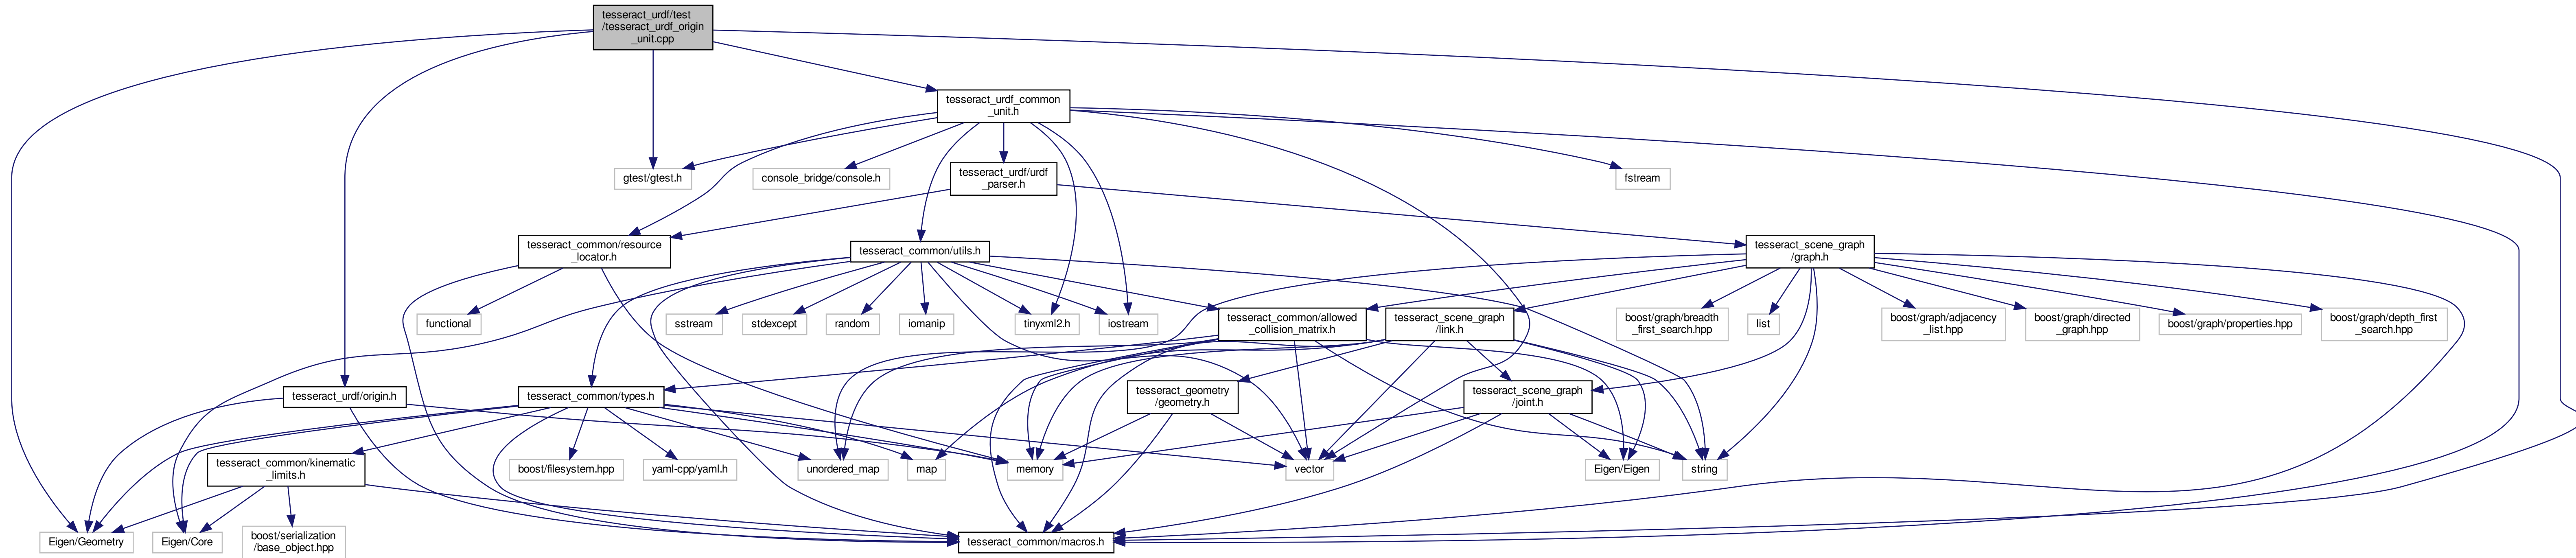 tesseract_urdf/test
/tesseract_urdf_origin
_unit.cpp
tesseract_urdf_common
_unit.h
gtest/gtest.h
console_bridge/console.h
tesseract_urdf/urdf
_parser.h
fstream
tesseract_common/resource
_locator.h
tesseract_common/utils.h
tesseract_scene_graph
/graph.h
functional
sstream
stdexcept
random
iomanip
tinyxml2.h
iostream
tesseract_common/allowed
_collision_matrix.h
tesseract_scene_graph
/link.h
boost/graph/breadth
_first_search.hpp
list
boost/graph/adjacency
_list.hpp
boost/graph/directed
_graph.hpp
boost/graph/properties.hpp
boost/graph/depth_first
_search.hpp
tesseract_urdf/origin.h
tesseract_common/types.h
tesseract_geometry
/geometry.h
tesseract_scene_graph
/joint.h
tesseract_common/kinematic
_limits.h
boost/filesystem.hpp
yaml-cpp/yaml.h
unordered_map
map
memory
vector
Eigen/Eigen
string
Eigen/Geometry
Eigen/Core
boost/serialization
/base_object.hpp
tesseract_common/macros.h